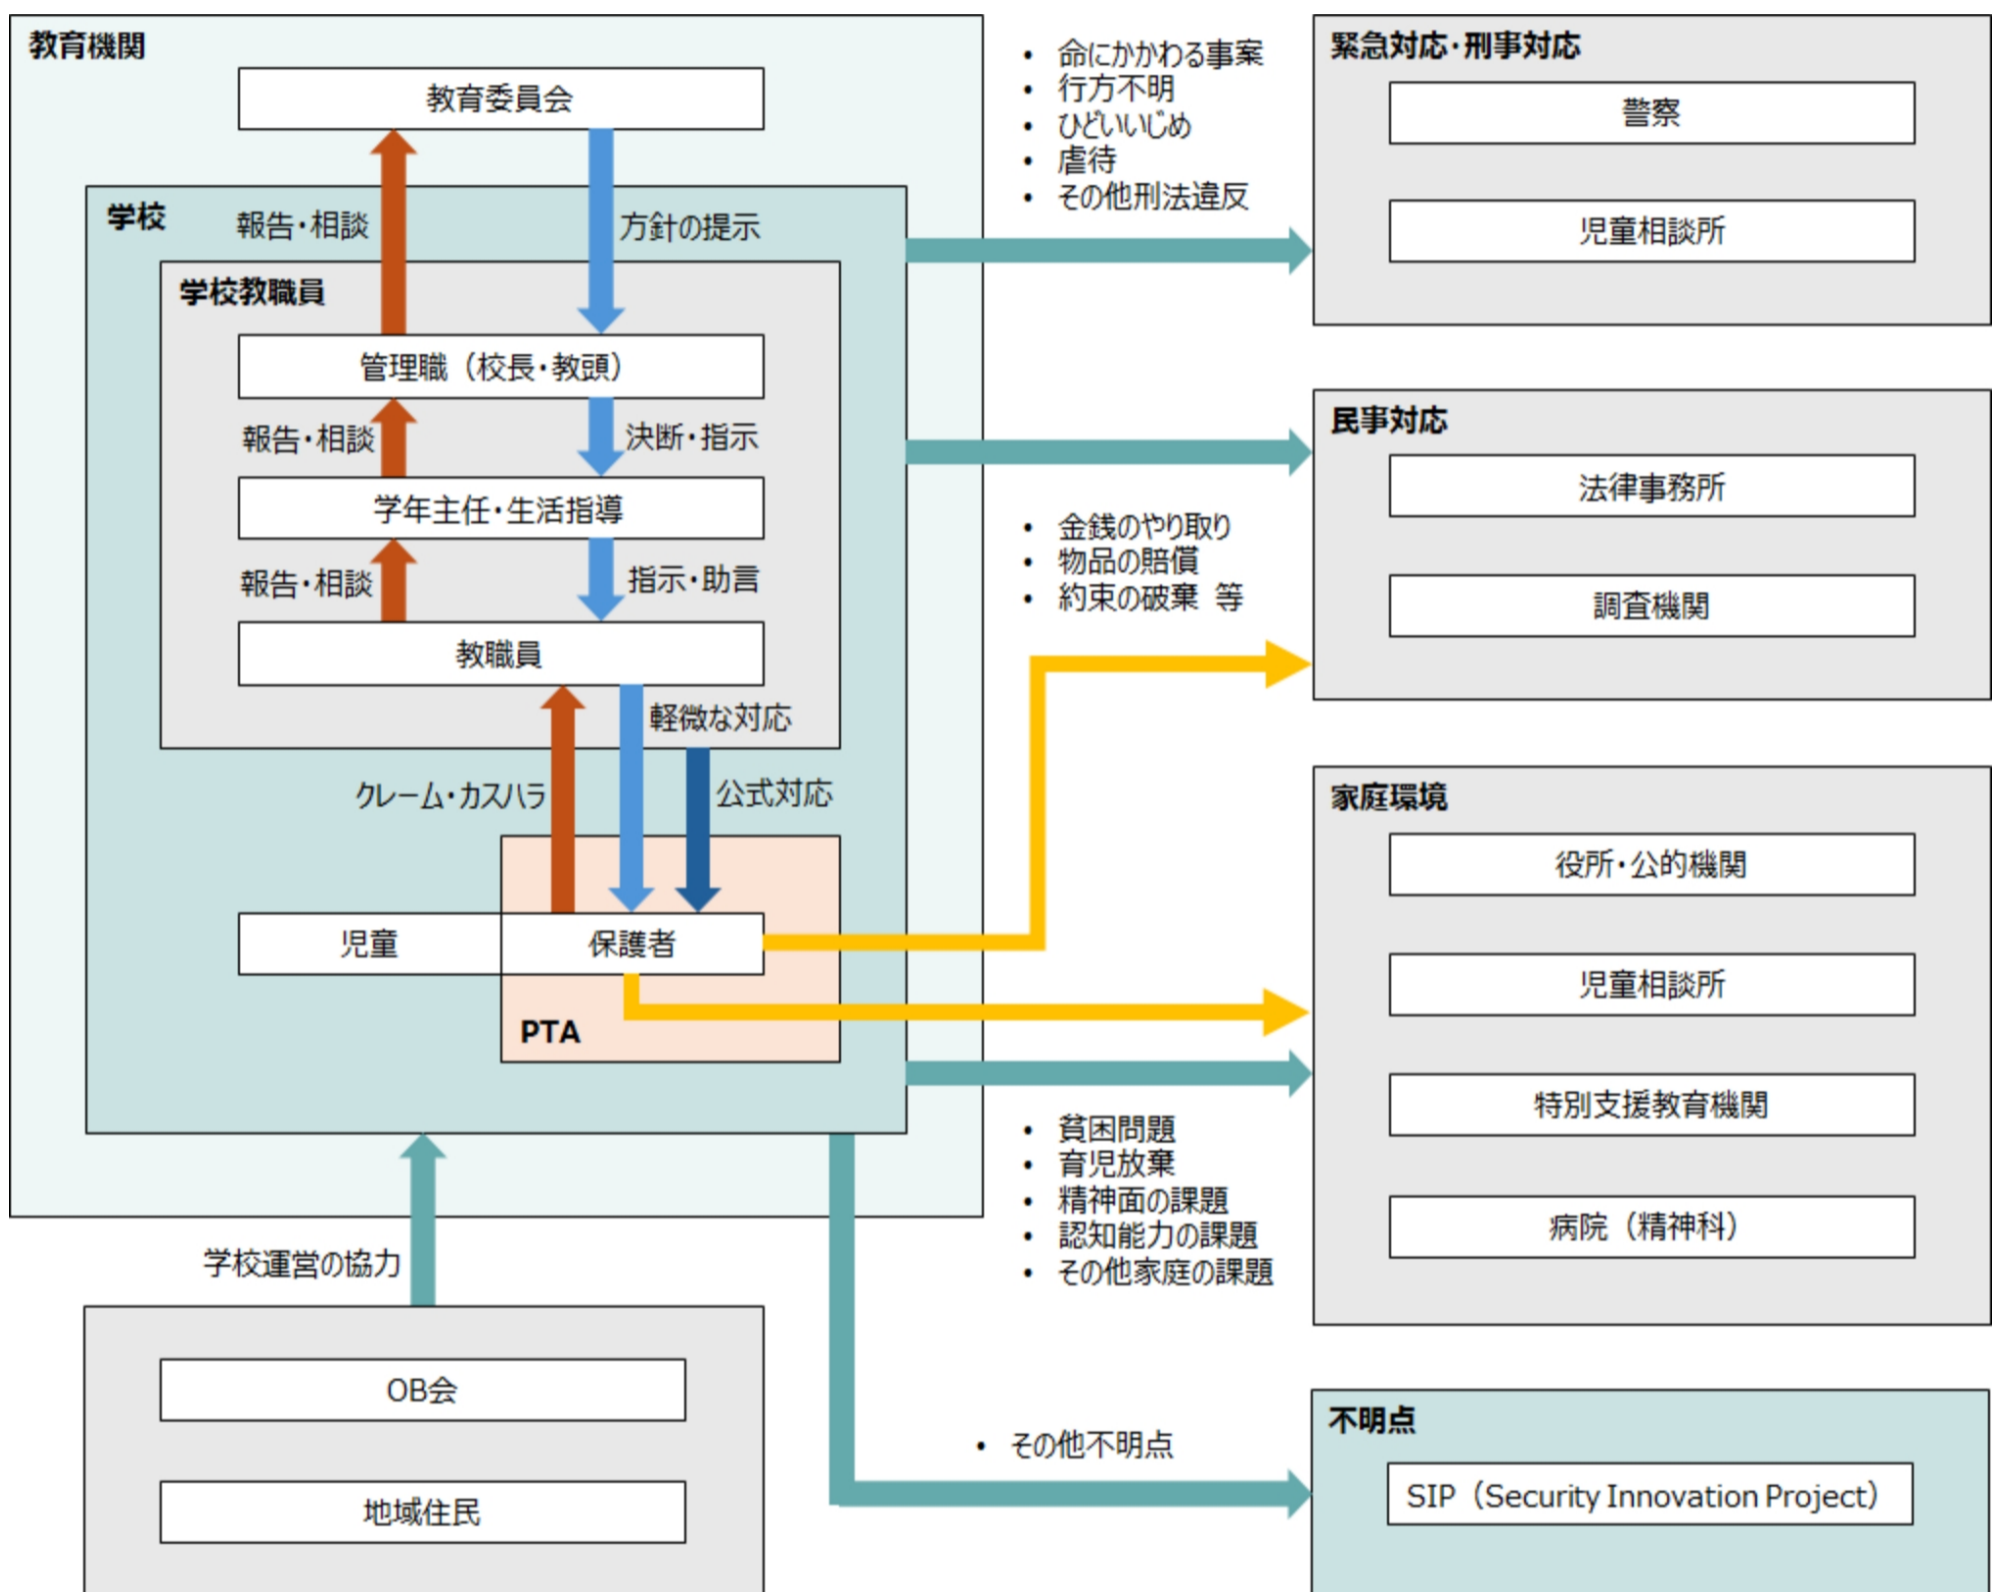 教育機関
教育委員会
学校
報告・相談
方針の提示
学校教職員
管理職（校長・教頭）
報告・相談
決断・指示
学年主任・生活指導
報告・相談
指示・助言
教職員
軽微な対応
クレーム・カスハラ
公式対応
児童
保護者
PTA
学校運営の協力
OB会
地域住民
• 命にかかわる事案
• 行方不明
• ひどいいじめ
• 虐待
• その他刑法違反
緊急対応・刑事対応
警察
児童相談所
• 金銭のやり取り
• 物品の賠償
• 約束の破棄 等
民事対応
法律事務所
調査機関
家庭環境
役所・公的機関
児童相談所
特別支援教育機関
病院（精神科）
• 貧困問題
• 育児放棄
• 精神面の課題
• 認知能力の課題
• その他家庭の課題
• その他不明点
不明点
SIP（Security Innovation Project）